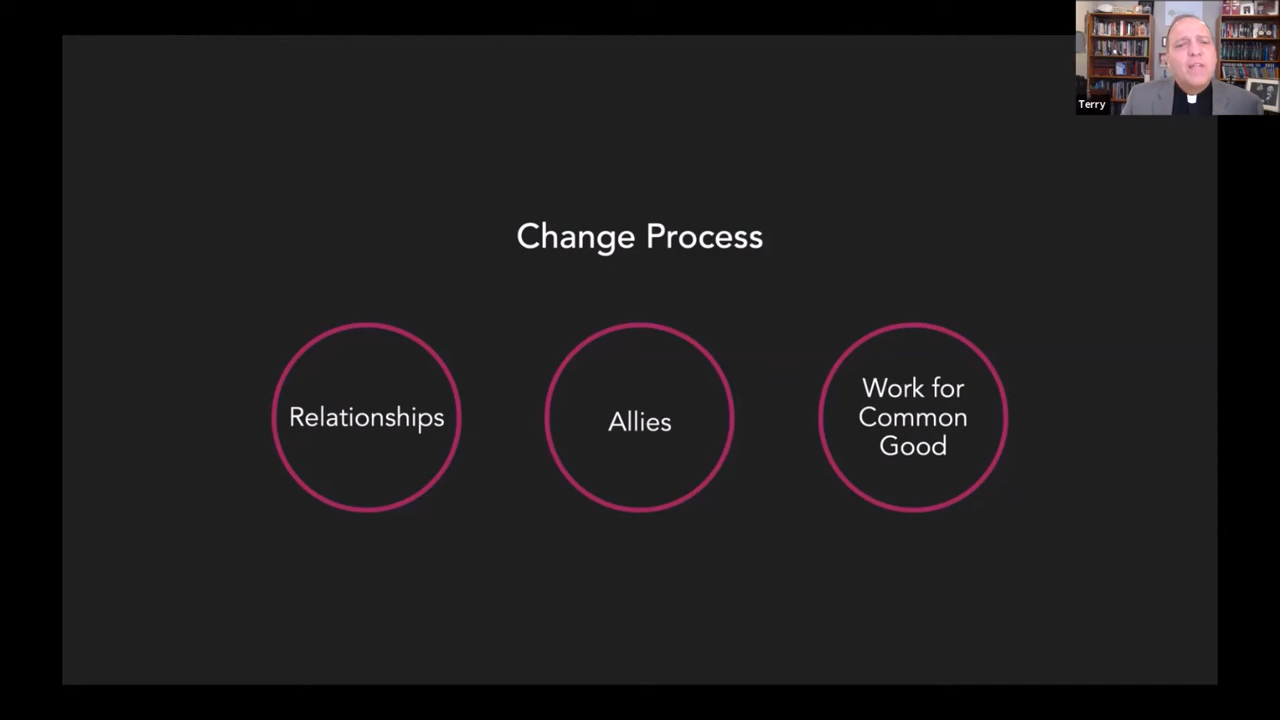 Terry
Change Process
Relationships
Allies
Work for
Common
Good